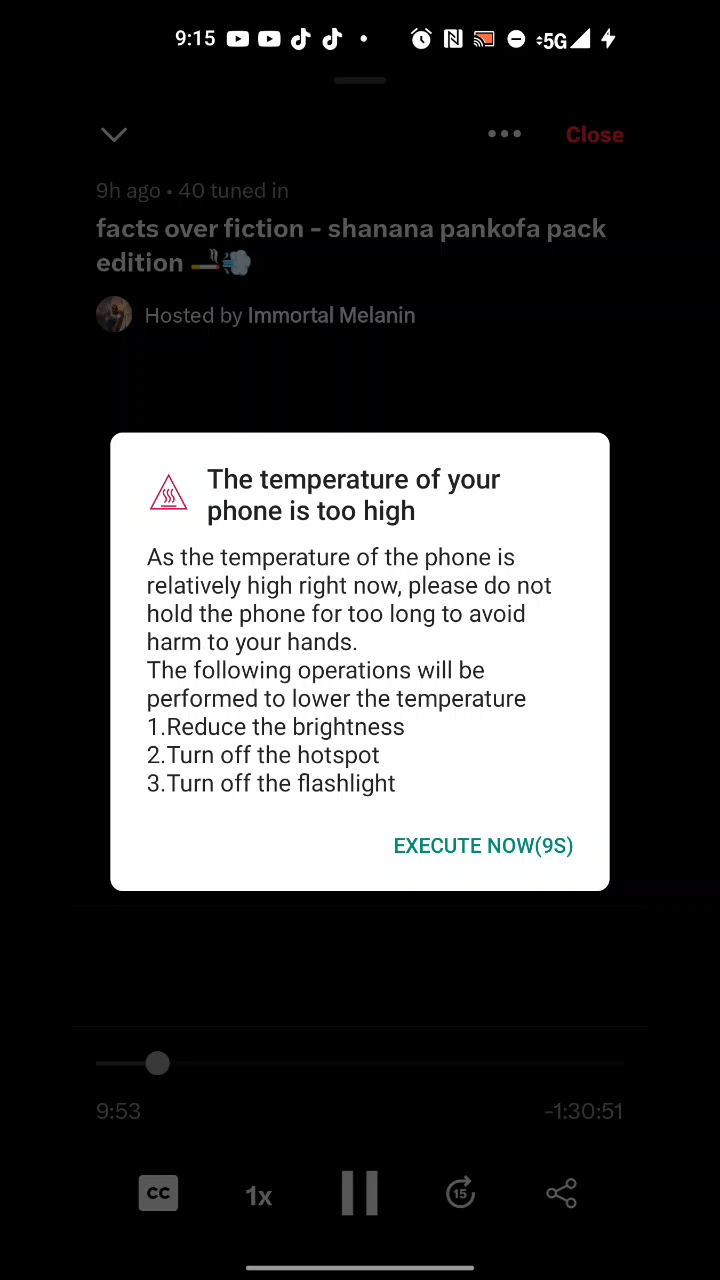 9:15 5G
Close
9h ago • 40 tuned in
facts over fiction - shanana pankofa pack
edition 🚬💨
Hosted by Immortal Melanin
The temperature of your
phone is too high
As the temperature of the phone is
relatively high right now, please do not
hold the phone for too long to avoid
harm to your hands.
The following operations will be
performed to lower the temperature
1.Reduce the brightness
2.Turn off the hotspot
3.Turn off the flashlight
EXECUTE NOW(9S)
9:53 -1:30:51
CC 1x 15